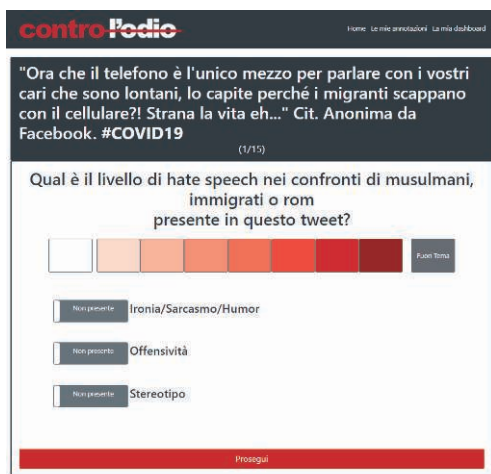 contro l'odio
Home Le mie annotazioni La mia dashboard
"Ora che il telefono è l'unico mezzo per parlare con i vostri
cari che sono lontani, lo capite perché i migranti scappano
con il cellulare?! Strana la vita eh..." Cit. Anonima da
Facebook. #COVID19
(1/15)
Qual è il livello di hate speech nei confronti di musulmani,
immigrati o rom
presente in questo tweet?
Fuori Tema
Non presente Ironia/Sarcasmo/Humor
Non presente Offensività
Non presente Stereotipo
Prosegui